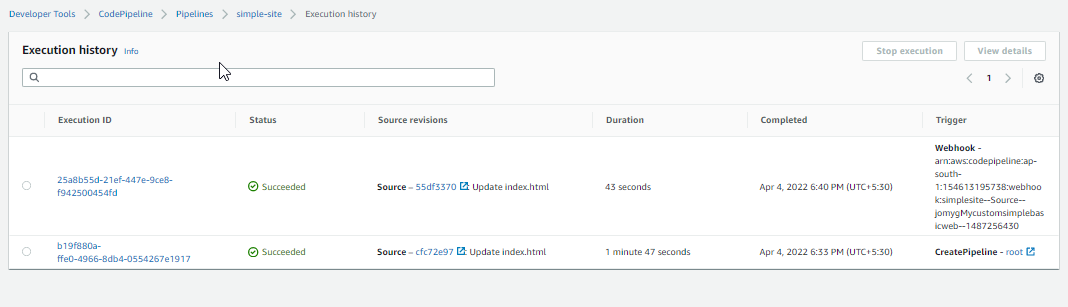 Developer Tools > CodePipeline > Pipelines > simple-site > Execution history
Execution history Info
Stop execution
View details
1
Execution ID Status Source revisions Duration Completed Trigger
25a8b55d-21ef-447e-9ce8-
f942500454fd
Succeeded
Source – 55df3370 : Update index.html
43 seconds
Apr 4, 2022 6:40 PM (UTC+5:30)
Webhook -
arn:aws:codepipeline:ap-
south-
1:154613195738:webhoo
k:simplesite--Source--
jomygMycustomsimplebas
icweb--1487256430
b19f880a-
ffe0-4966-8db4-0554267e1917
Succeeded
Source – cfc72e97 : Update index.html
1 minute 47 seconds
Apr 4, 2022 6:33 PM (UTC+5:30)
CreatePipeline - root